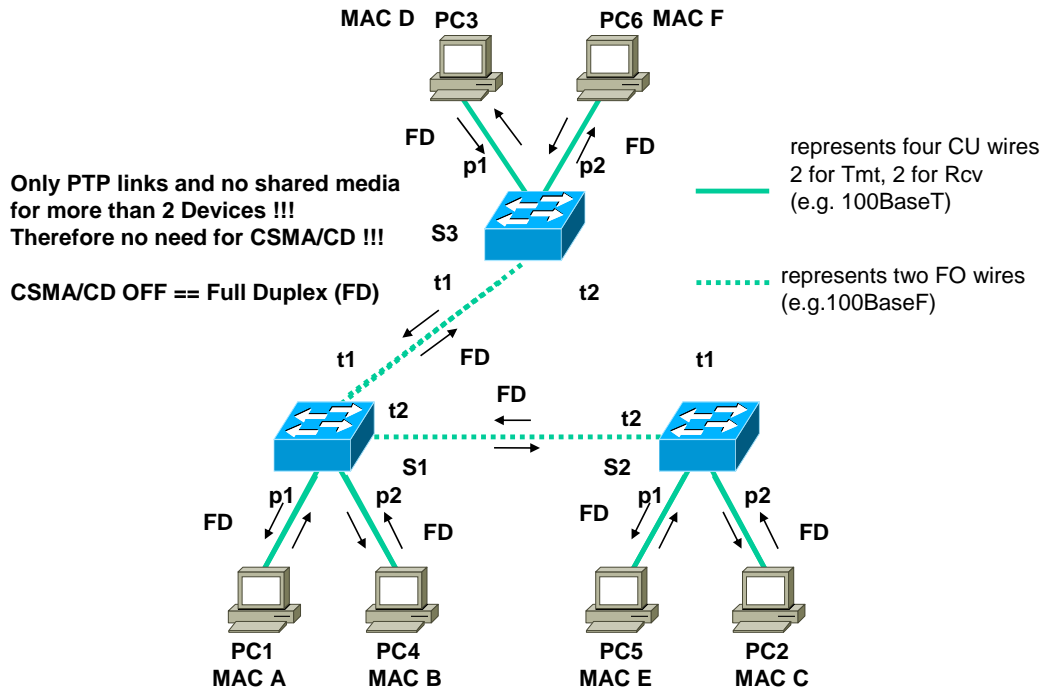 MAC D PC3
PC6 MAC F
FD
p1
p2
FD
represents four CU wires
2 for Tmt, 2 for Rcv
(e.g. 100BaseT)
Only PTP links and no shared media
for more than 2 Devices !!!
Therefore no need for CSMA/CD !!!
S3
CSMA/CD OFF == Full Duplex (FD)
t1
t2
represents two FO wires
(e.g.100BaseF)
FD
t1
t1
FD
t2
t2
S1
S2
p1
p2
p1
p2
FD
FD
FD
FD
PC1
MAC A
PC4
MAC B
PC5
MAC E
PC2
MAC C